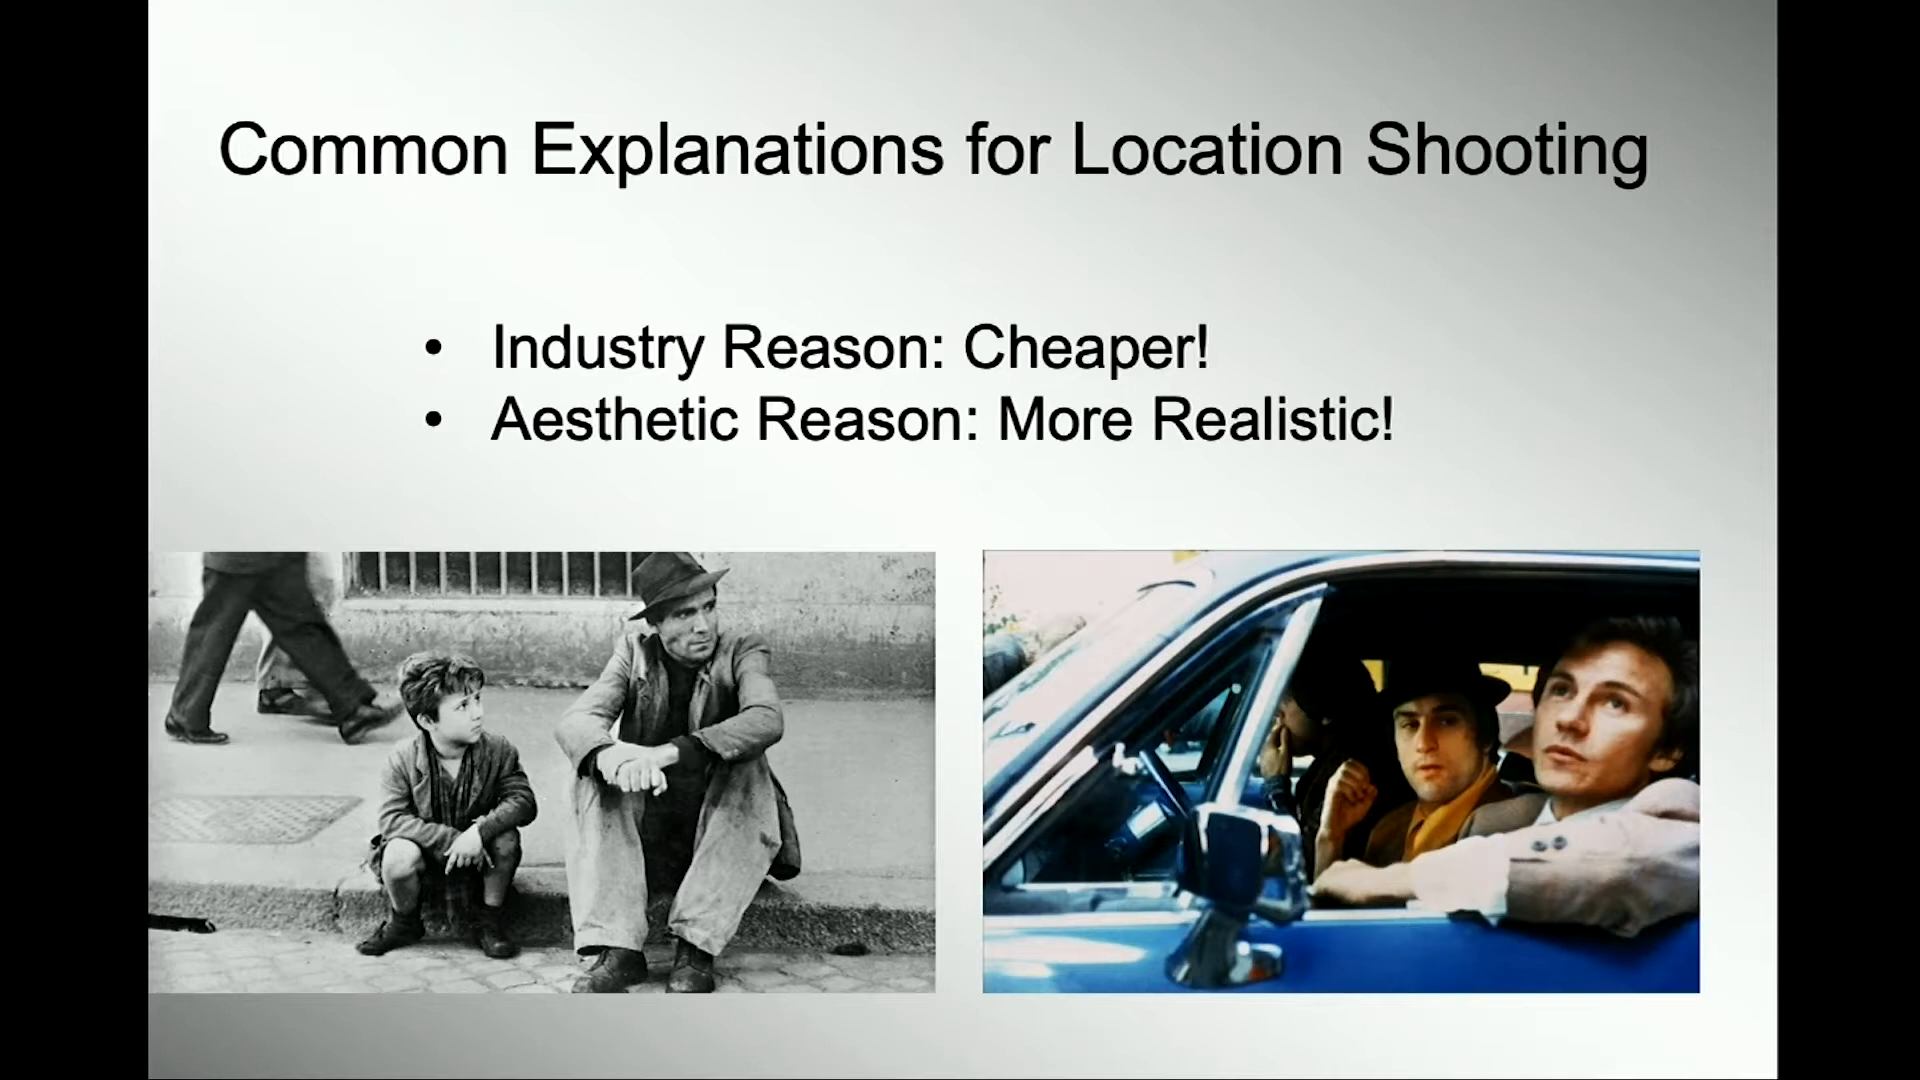 Common Explanations for Location Shooting
• Industry Reason: Cheaper!
• Aesthetic Reason: More Realistic!